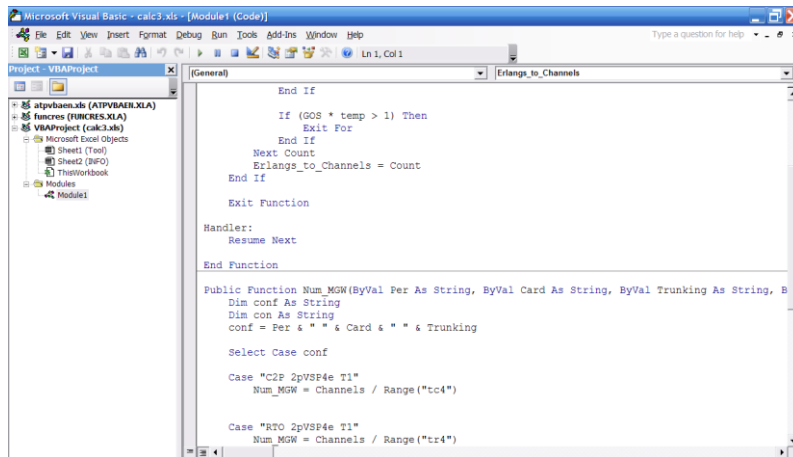 Microsoft Visual Basic - calc3.xls - [Module1 (Code)]
File Edit View Insert Format Debug Run Tools Add-Ins Window Help
Type a question for help
Ln 1, Col 1
Project - VBAProject
(General)
Erlangs_to_Channels
atpvbaen.xls (ATPVBAEN.XLA)
funcres (FUNCRES.XLA)
VBAProject (calc3.xls)
Microsoft Excel Objects
Sheet1 (Tool)
Sheet2 (INFO)
ThisWorkbook
Modules
Module1
End If
If (GOS * temp > 1) Then
Exit For
End If
Next Count
Erlangs_to_Channels = Count
End If
Exit Function
Handler:
Resume Next
End Function
Public Function Num_MGW(ByVal Per As String, ByVal Card As String, ByVal Trunking As String, B
Dim conf As String
Dim con As String
conf = Per & " " & Card & " " & Trunking
Select Case conf
Case "C2P 2pVSP4e T1"
Num_MGW = Channels / Range("tc4")
Case "RTO 2pVSP4e T1"
Num_MGW = Channels / Range("tr4")